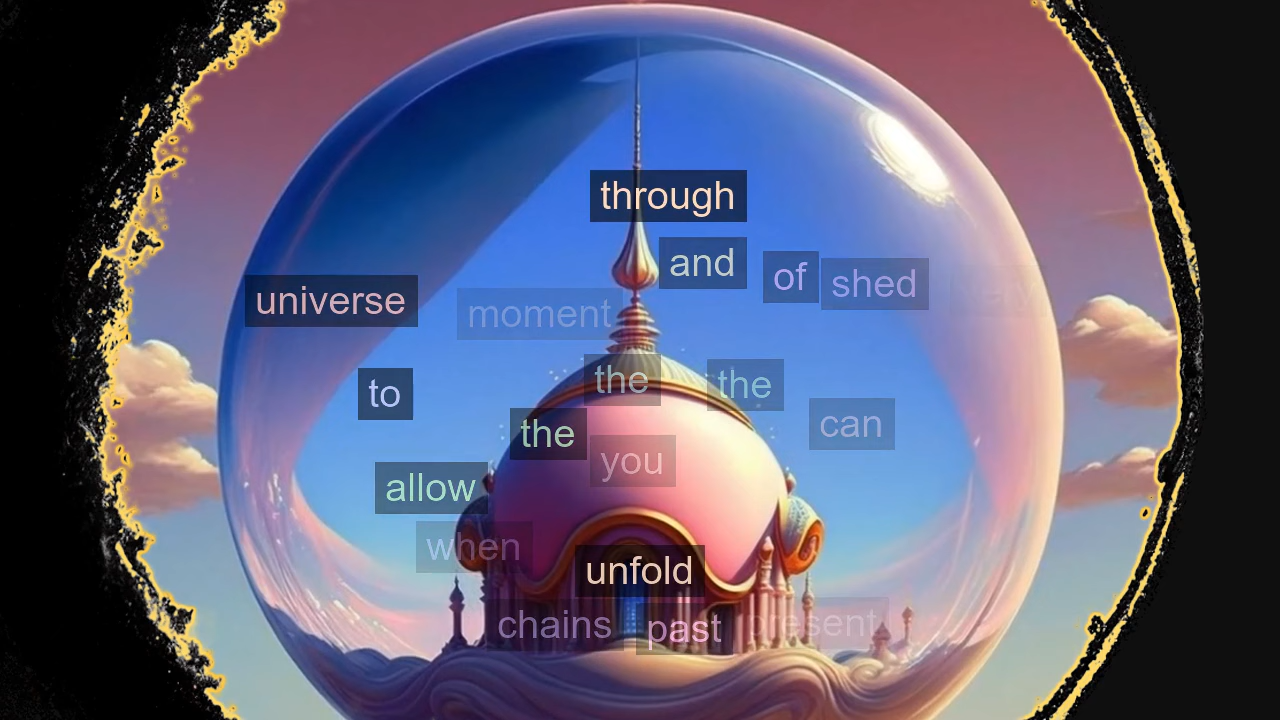 through
and
of
shed
universe
moment
the
the
to
can
the
you
allow
when
unfold
chains
past
present